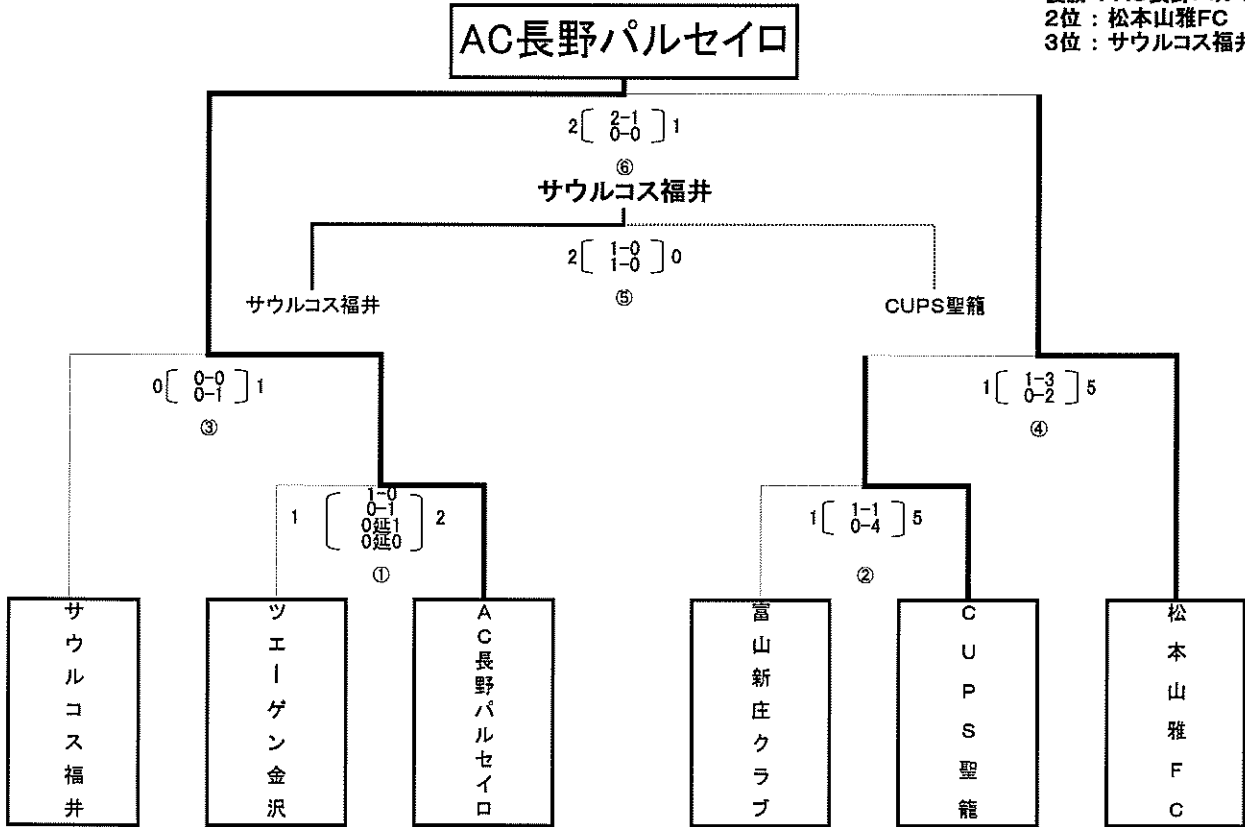 AC長野パルセイロ
2位：松本山雅FC
3位：サウルコス福井
2 2-1 1
0-0
⑥
サウルコス福井
2 1-0 0
1-0
⑤
サウルコス福井
CUPS聖籠
0 0-0 1
0-1
③
1 1-3 5
0-2
④
1 1-0 2
0-1
0延1
0延0
①
1 1-1 5
0-4
②
サウルコス福井
ツエーゲン金沢
AC長野パルセイロ
富山新庄クラブ
CUPS聖籠
松本山雅FC